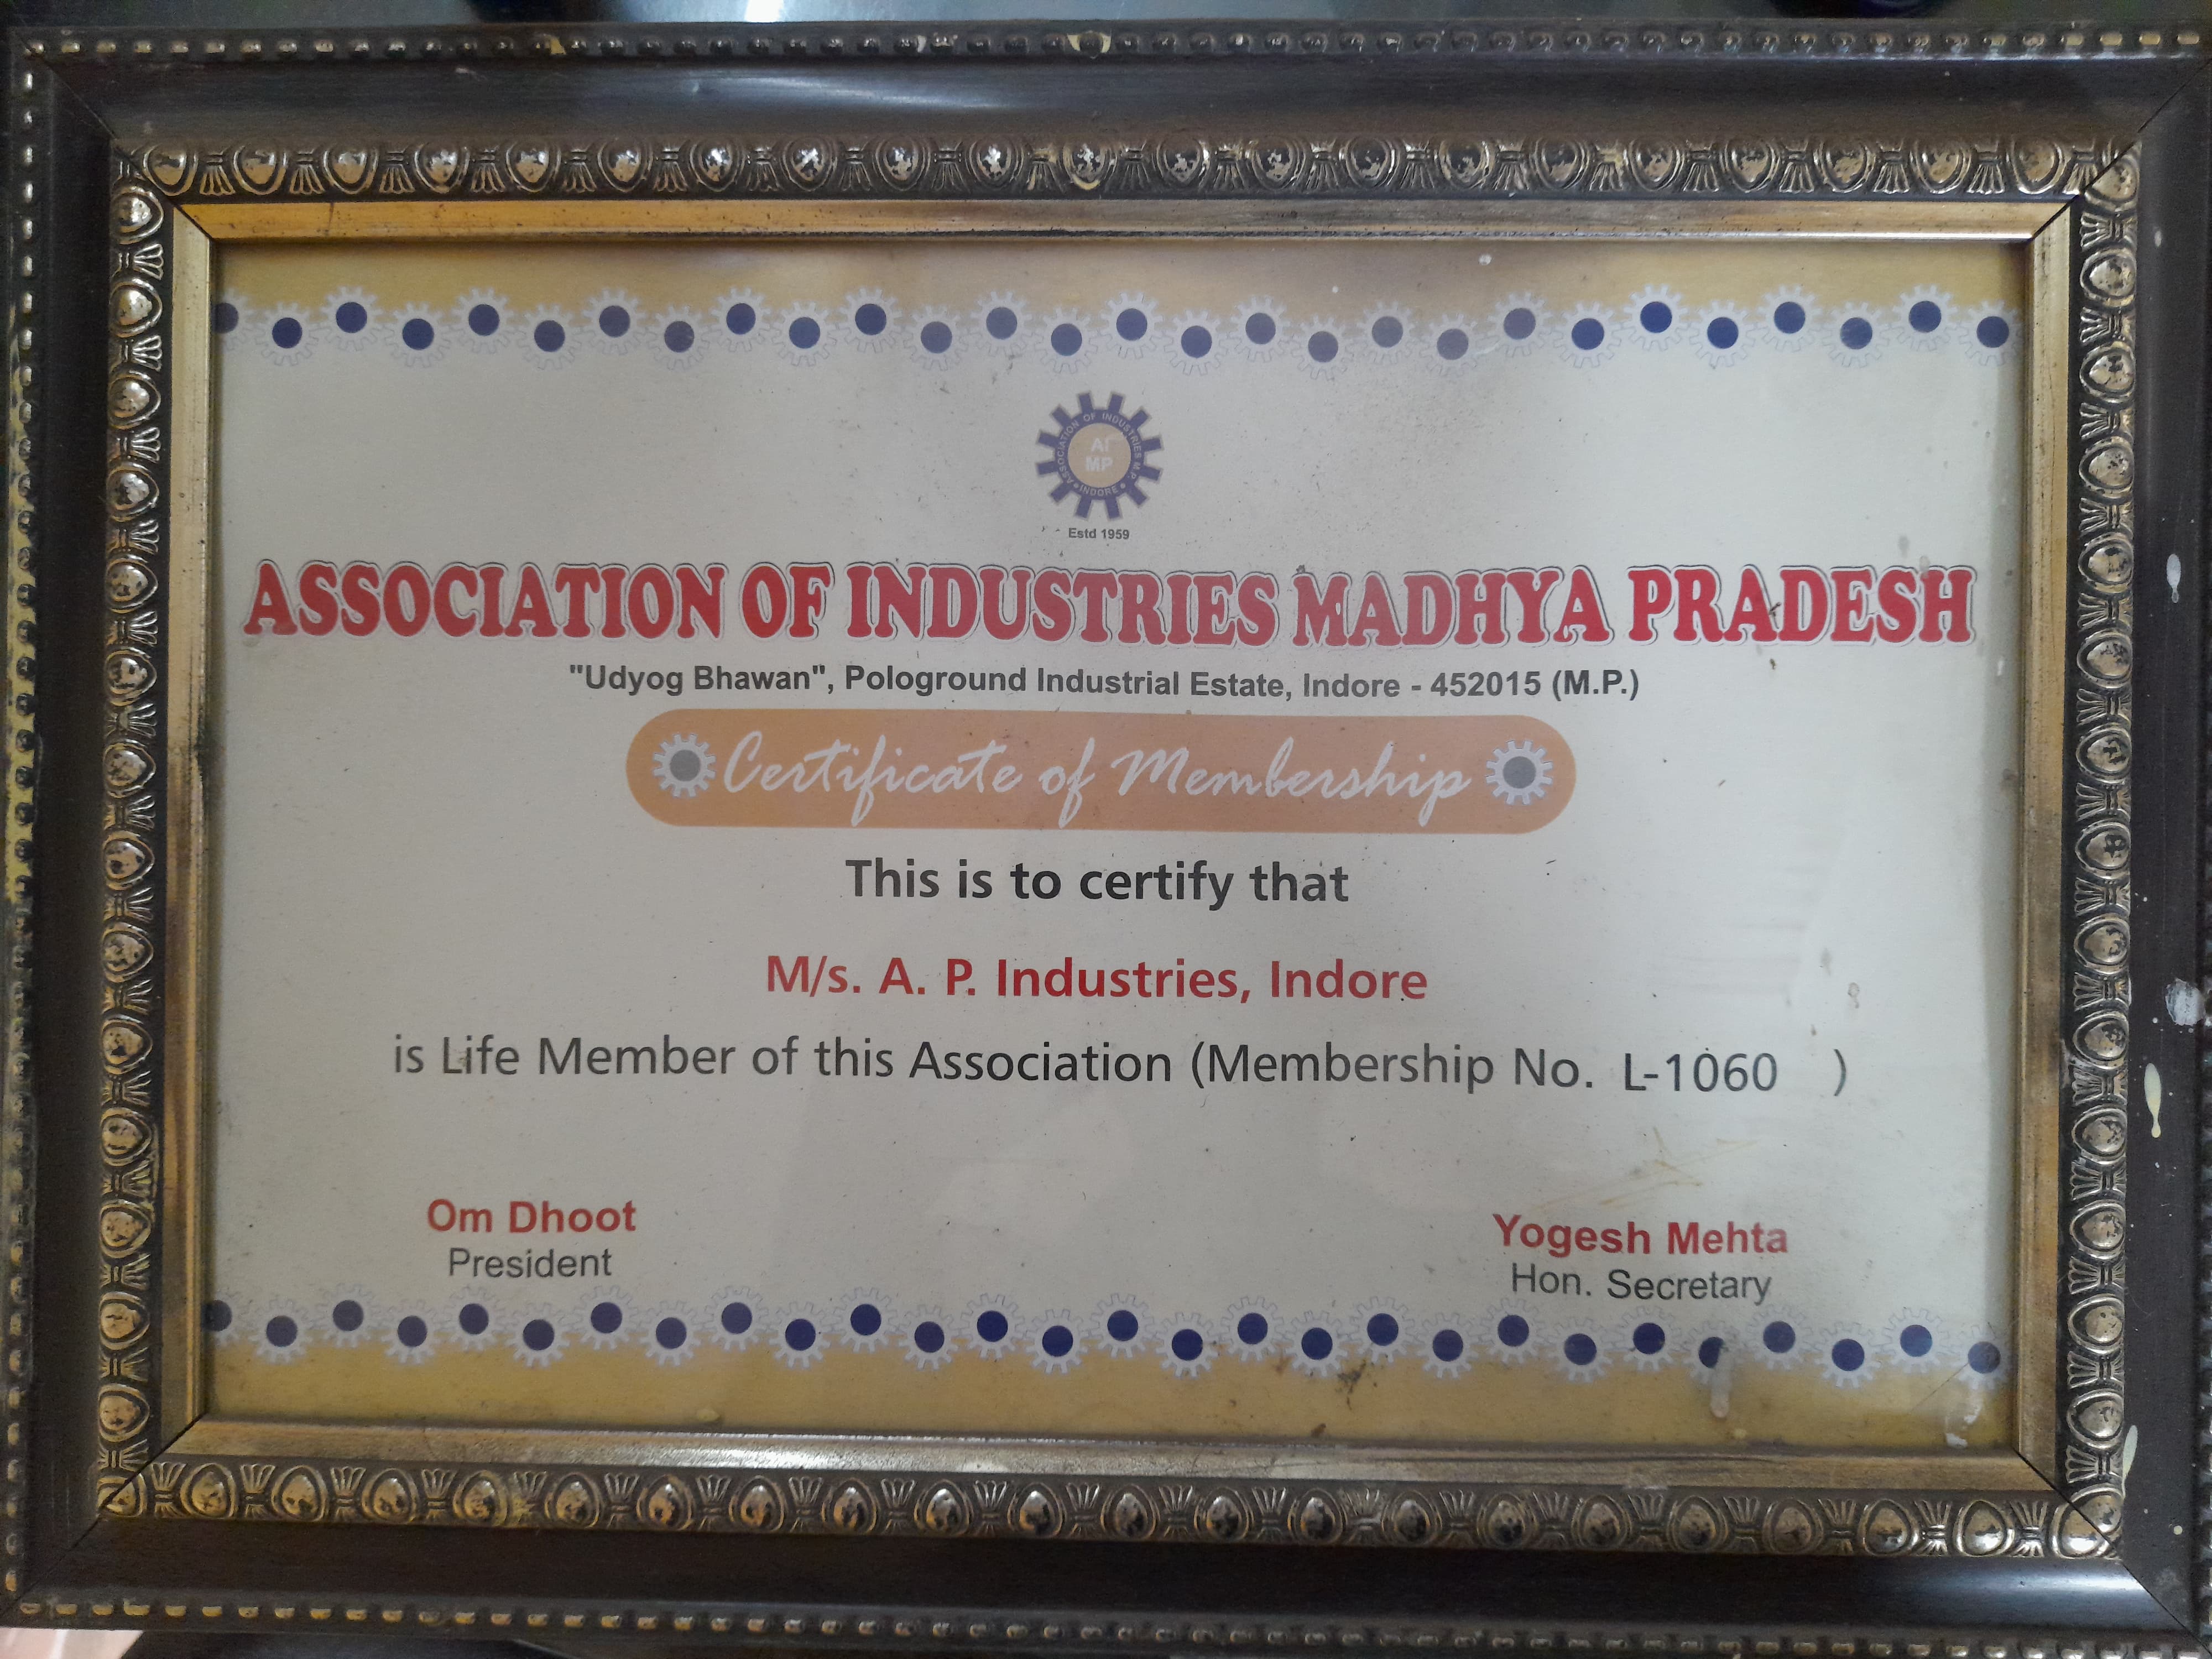 ASSOCIATION OF INDUSTRIES M.P.
AI
MP
INDORE
Estd 1959
ASSOCIATION OF INDUSTRIES MADHYA PRADESH
"Udyog Bhawan", Pologround Industrial Estate, Indore - 452015 (M.P.)
Certificate of Membership
This is to certify that
M/s. A. P. Industries, Indore
is Life Member of this Association (Membership No. L-1060 )
Om Dhoot
President
Yogesh Mehta
Hon. Secretary